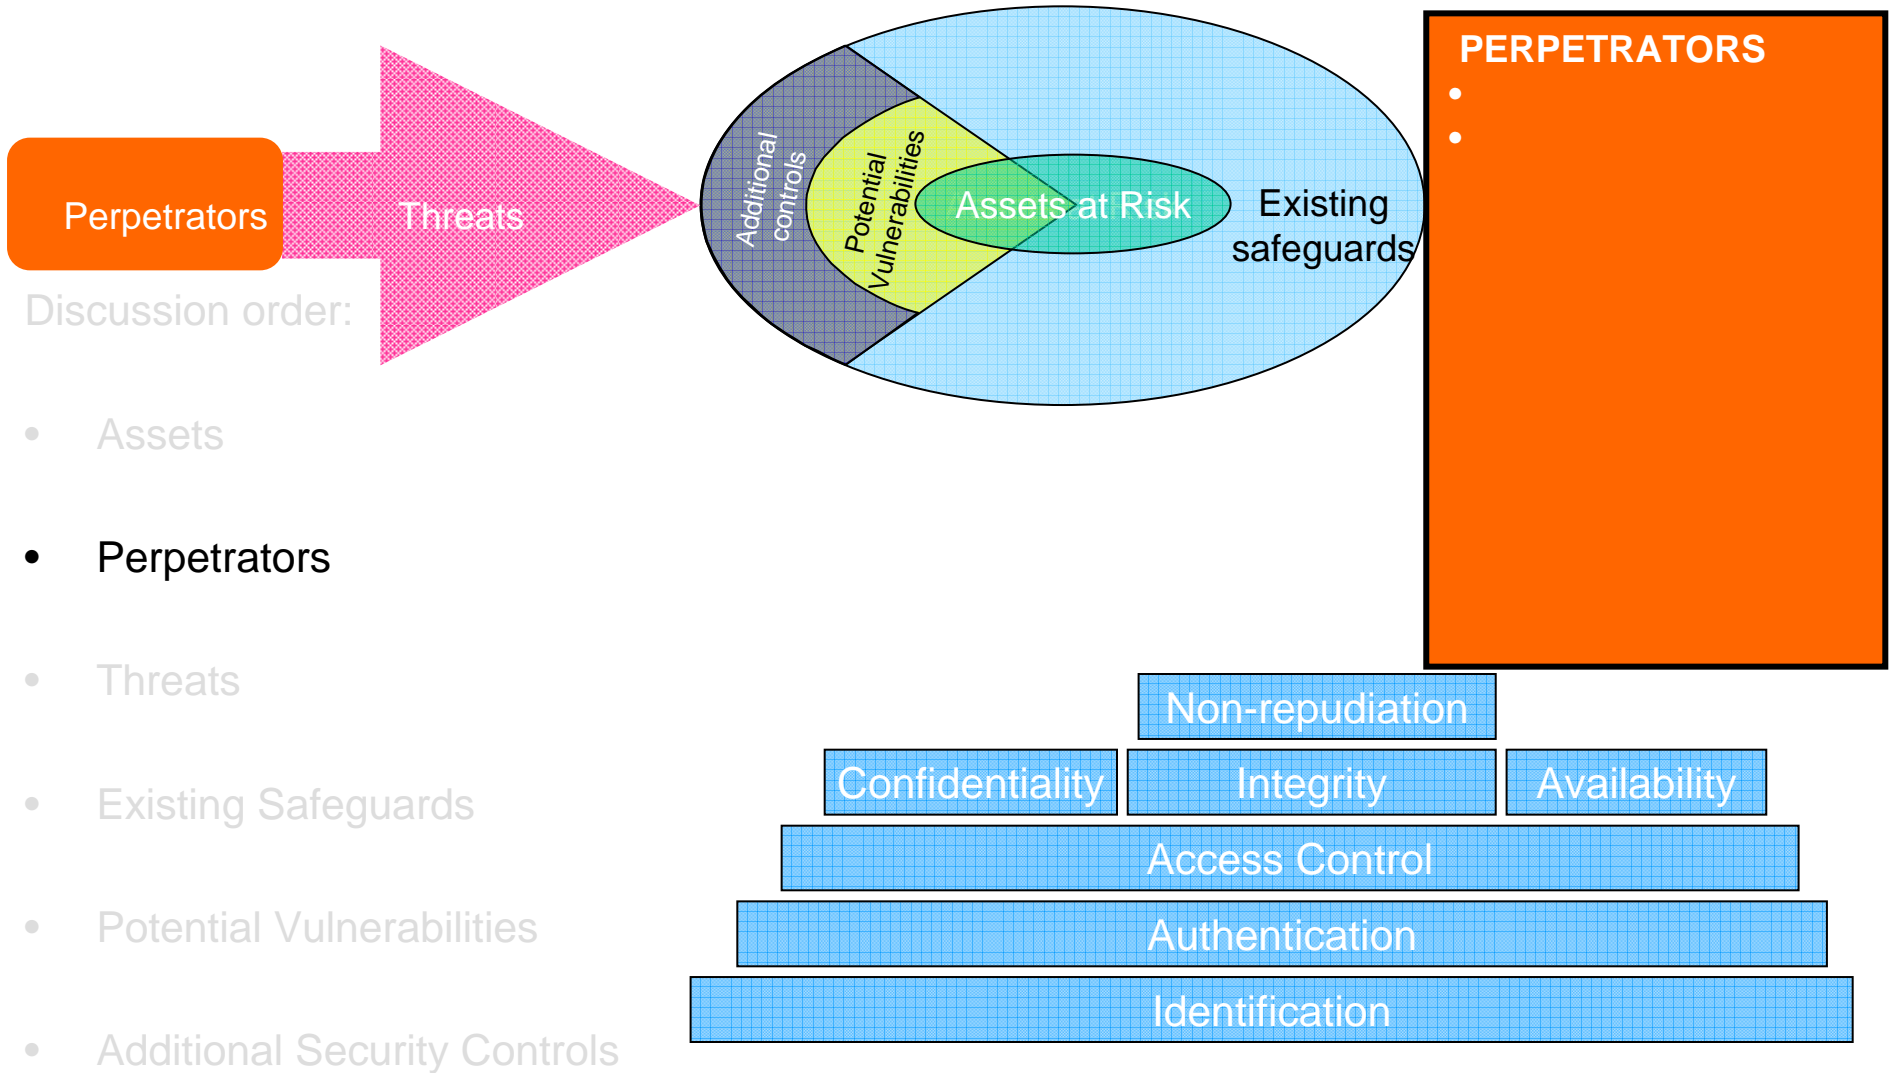 Perpetrators
Threats
Additional
controls
Potential
Vulnerabilities
Assets at Risk
Existing
safeguards
PERPETRATORS
•
•
Discussion order:
• Assets
• Perpetrators
• Threats
• Existing Safeguards
• Potential Vulnerabilities
• Additional Security Controls
Non-repudiation
Confidentiality
Integrity
Availability
Access Control
Authentication
Identification